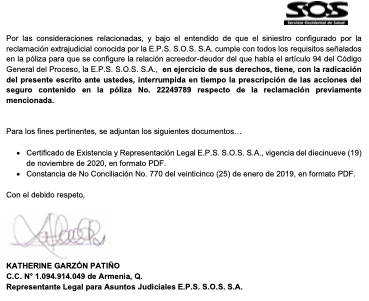 SOS
Servicio Occidental de Salud
Por las consideraciones relacionadas, y bajo el entendido de que el siniestro configurado por la
reclamación extrajudicial conocida por la E.P.S. S.O.S. S.A. cumple con todos los requisitos señalados
en la póliza para que se configure la relación acreedor-deudor del que habla el artículo 94 del Código
General del Proceso, la E.P.S. S.O.S. S.A., en ejercicio de sus derechos, tiene, con la radicación
del presente escrito ante ustedes, interrumpida en tiempo la prescripción de las acciones del
seguro contenido en la póliza No. 22249789 respecto de la reclamación previamente
mencionada.
Para los fines pertinentes, se adjuntan los siguientes documentos…
• Certificado de Existencia y Representación Legal E.P.S. S.O.S. S.A., vigencia del diecinueve (19)
de noviembre de 2020, en formato PDF.
• Constancia de No Conciliación No. 770 del veinticinco (25) de enero de 2019, en formato PDF.
Con el debido respeto,
KATHERINE GARZÓN PATIÑO
C.C. N° 1.094.914.049 de Armenia, Q.
Representante Legal para Asuntos Judiciales E.P.S. S.O.S. S.A.